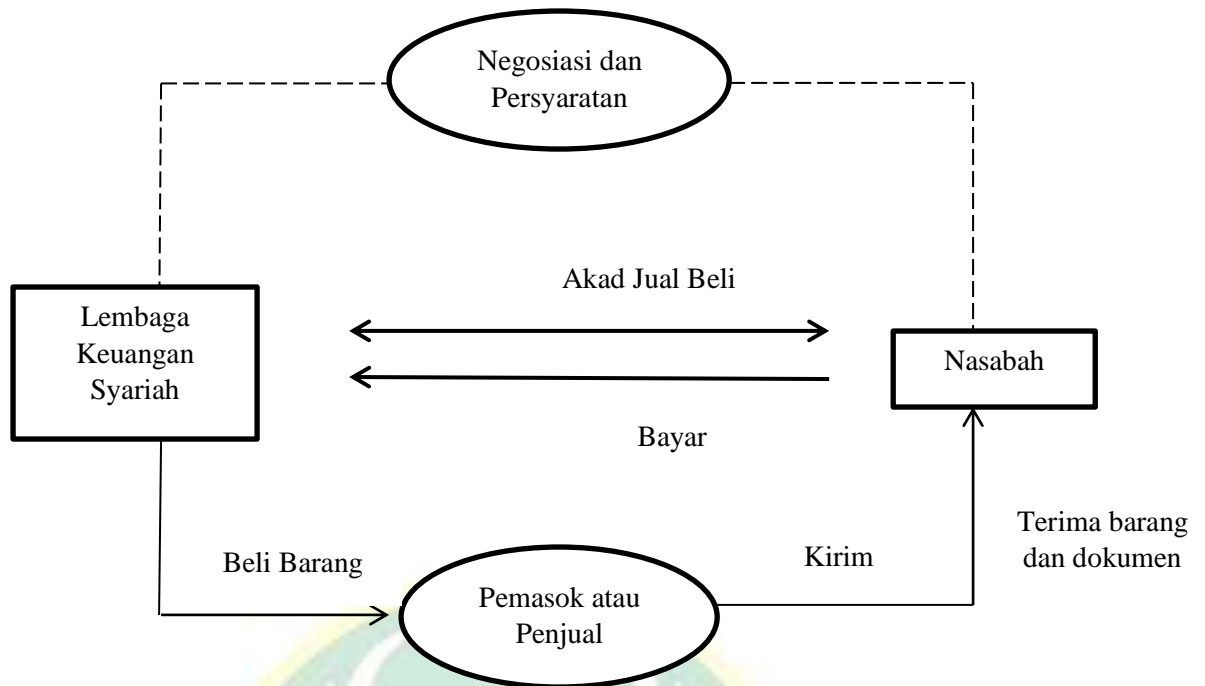 Negosiasi dan
Persyaratan
Akad Jual Beli
Lembaga
Keuangan
Syariah
Nasabah
Bayar
Terima barang
dan dokumen
Beli Barang
Kirim
Pemasok atau
Penjual